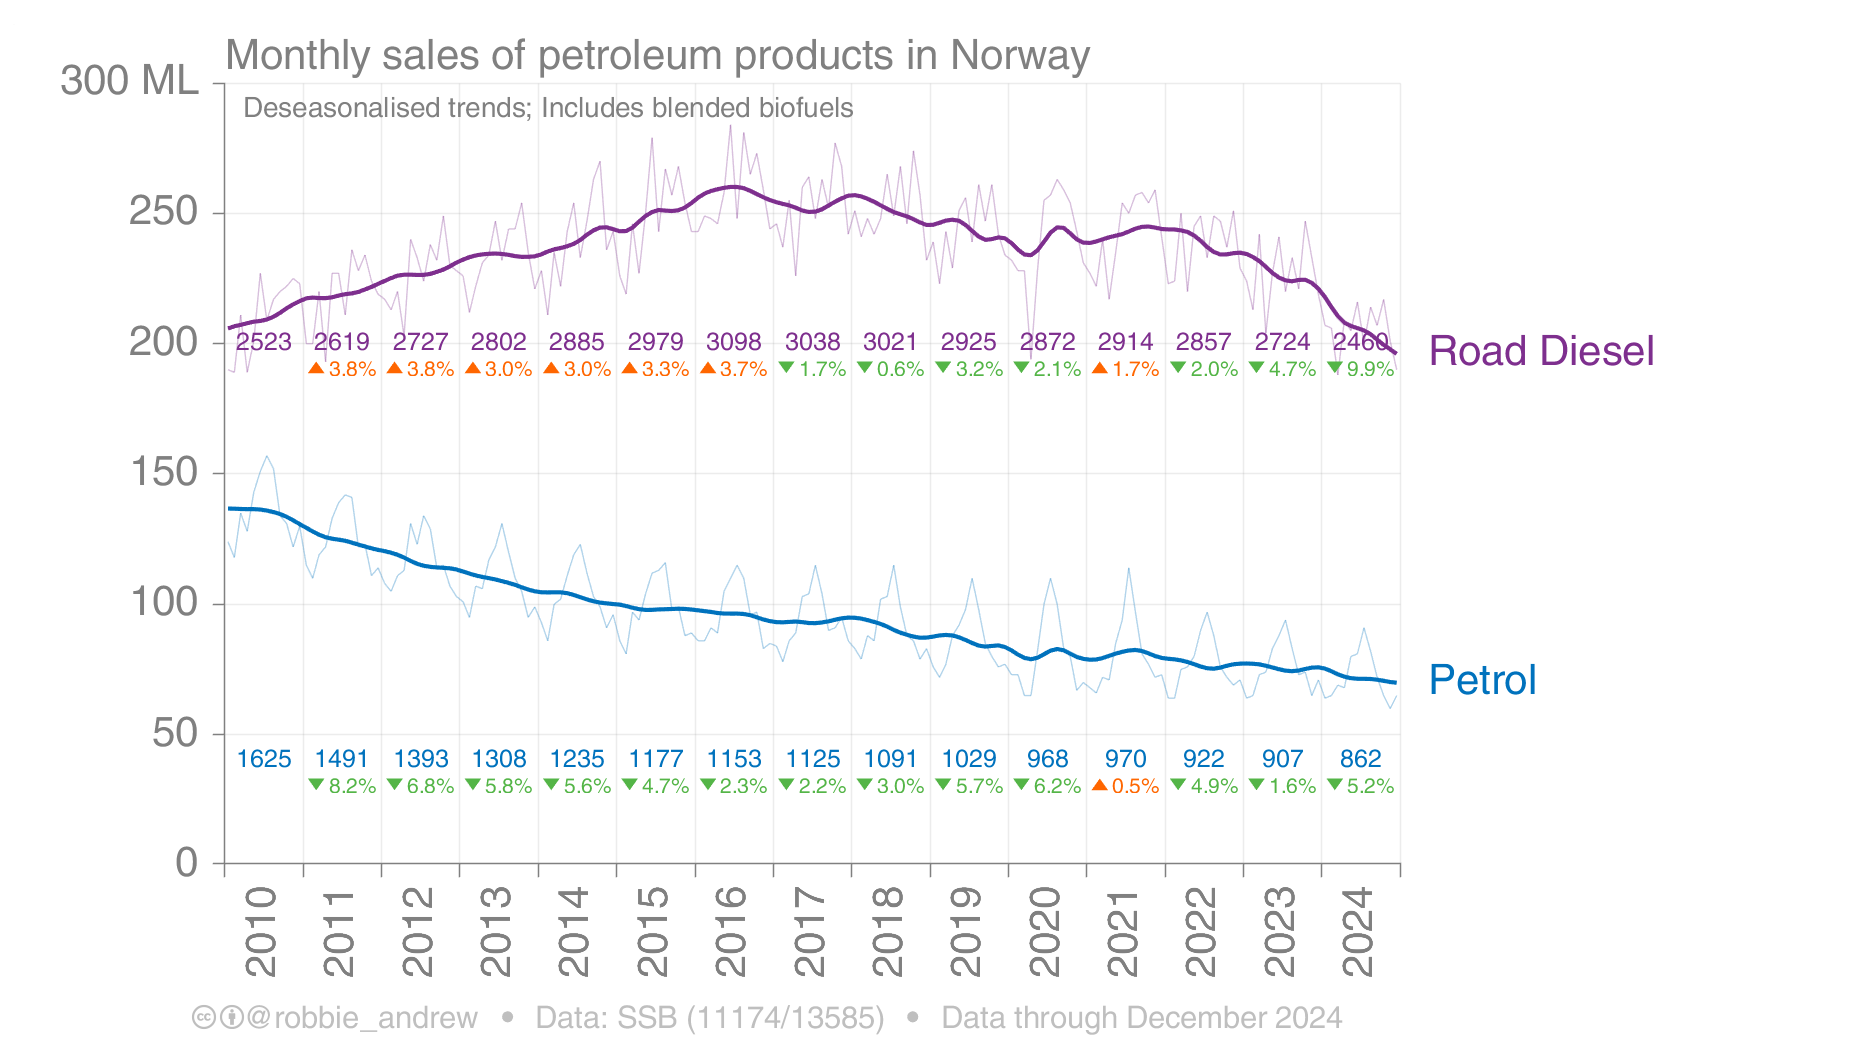 Monthly sales of petroleum products in Norway
300 ML
Deseasonalised trends; Includes blended biofuels
250
200
2523 2619 2727 2802 2885 2979 3098 3038 3021 2925 2872 2914 2857 2724 2460
Road Diesel
▲ 3.8% ▲ 3.8% ▲ 3.0% ▲ 3.0% ▲ 3.3% ▲ 3.7% ▼ 1.7% ▼ 0.6% ▼ 3.2% ▼ 2.1% ▲ 1.7% ▼ 2.0% ▼ 4.7% ▼ 9.9%
150
100
Petrol
50
1625 1491 1393 1308 1235 1177 1153 1125 1091 1029 968 970 922 907 862
▼ 8.2% ▼ 6.8% ▼ 5.8% ▼ 5.6% ▼ 4.7% ▼ 2.3% ▼ 2.2% ▼ 3.0% ▼ 5.7% ▼ 6.2% ▲ 0.5% ▼ 4.9% ▼ 1.6% ▼ 5.2%
0
2010 2011 2012 2013 2014 2015 2016 2017 2018 2019 2020 2021 2022 2023 2024
cc @robbie_andrew • Data: SSB (11174/13585) • Data through December 2024